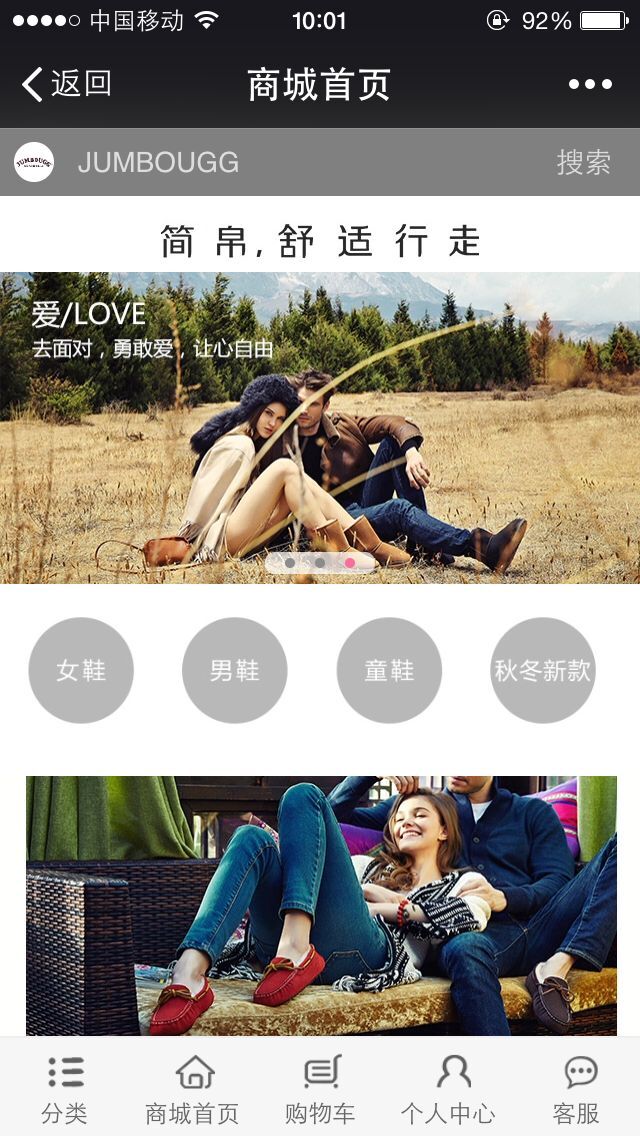 中国移动 10:01 92%
返回 商城首页
JUMBOUGG JUMBOUGG 搜索
简帛,舒适行走
爱/LOVE
去面对，勇敢爱，让心自由
女鞋 男鞋 童鞋 秋冬新款
分类 商城首页 购物车 个人中心 客服